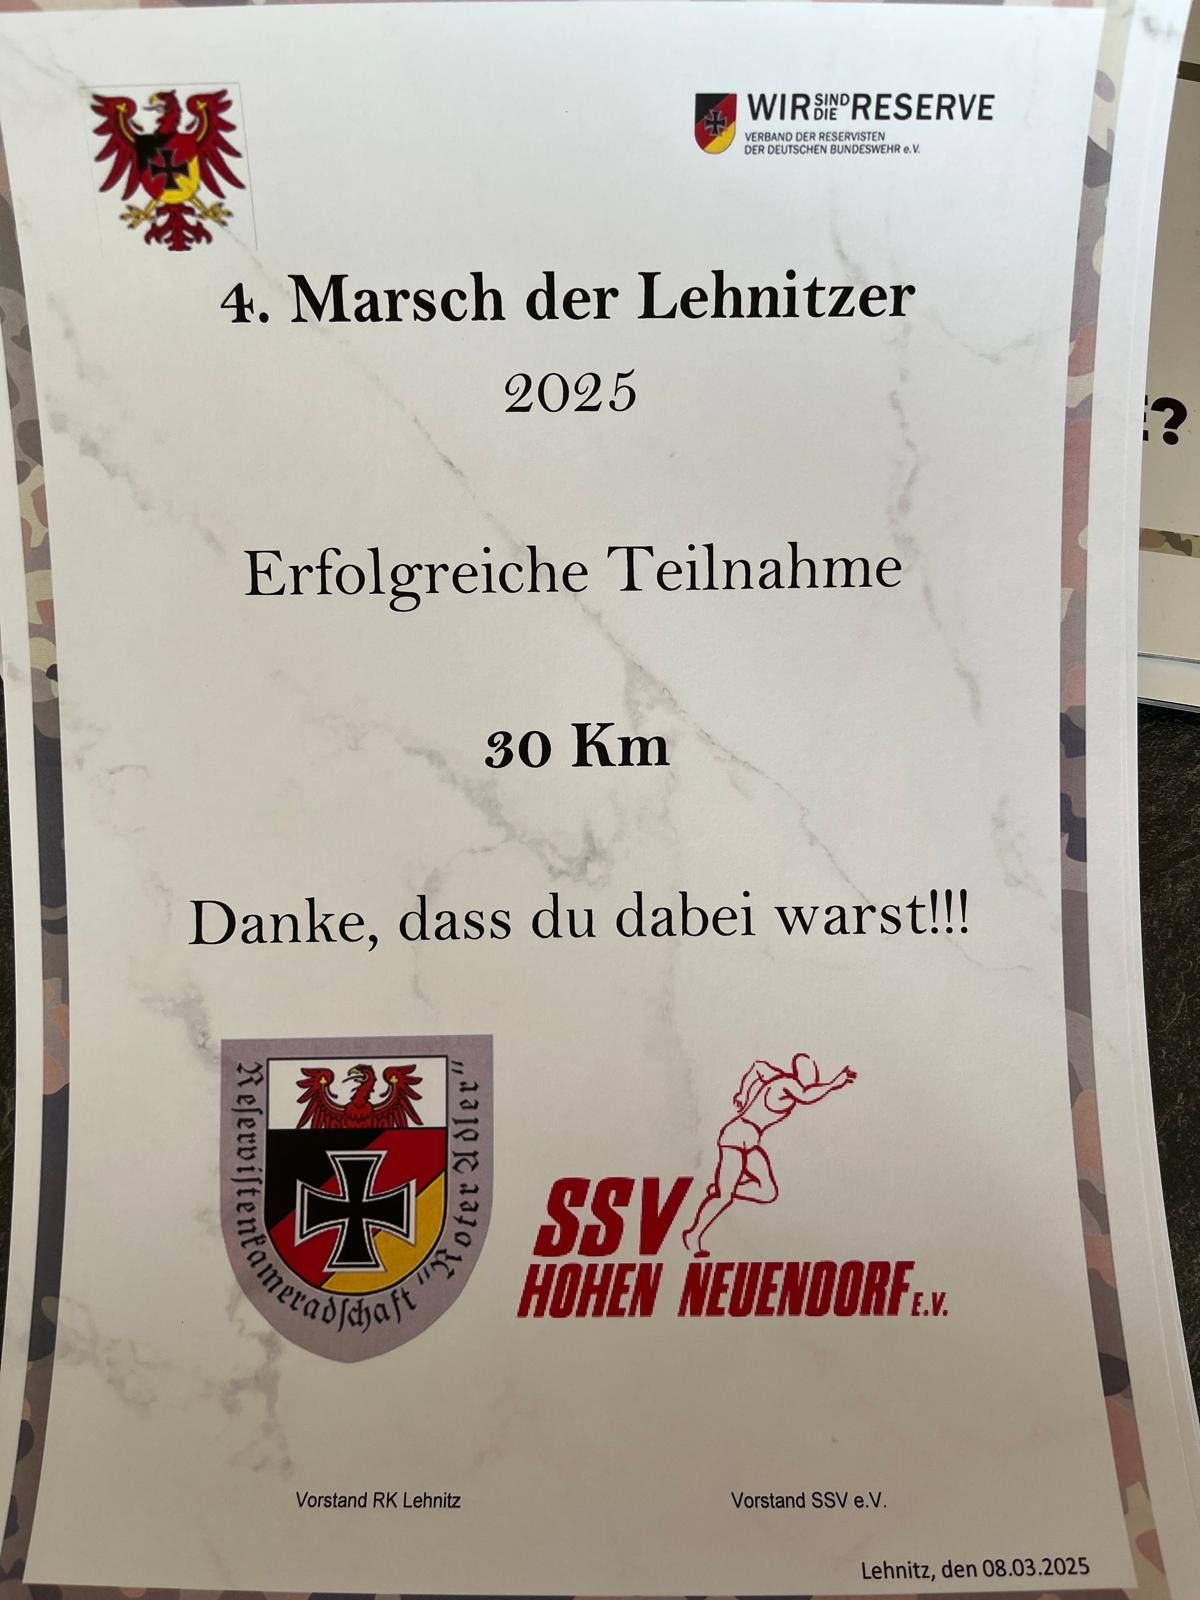 WIR SIND DIE RESERVE
VERBAND DER RESERVISTEN
DER DEUTSCHEN BUNDESWEHR e.V.
4. Marsch der Lehnitzer
2025
E?
Erfolgreiche Teilnahme
30 Km
Danke, dass du dabei warst!!!
Reservistenkameradschaft "Roter Adler"
SSV
HOHEN NEUENDORF E.V.
Vorstand RK Lehnitz
Vorstand SSV e.V.
Lehnitz, den 08.03.2025